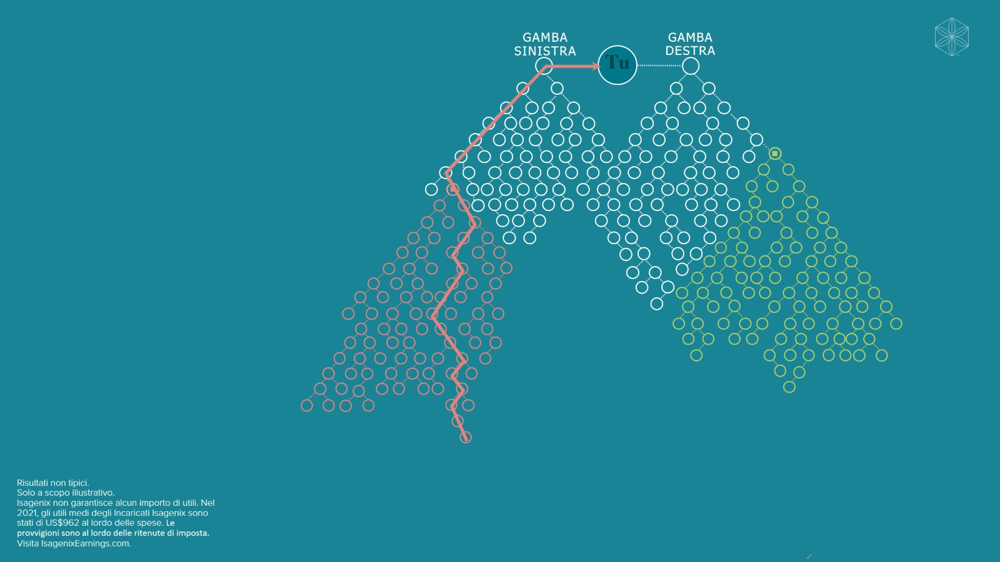 GAMBA
SINISTRA
Tu
GAMBA
DESTRA
Risultati non tipici.
Solo a scopo illustrativo.
Isagenix non garantisce alcun importo di utili. Nel
2021, gli utili medi degli Incaricati Isagenix sono
stati di US$962 al lordo delle spese. Le
provvigioni sono al lordo delle ritenute di imposta.
Visita IsagenixEarnings.com.